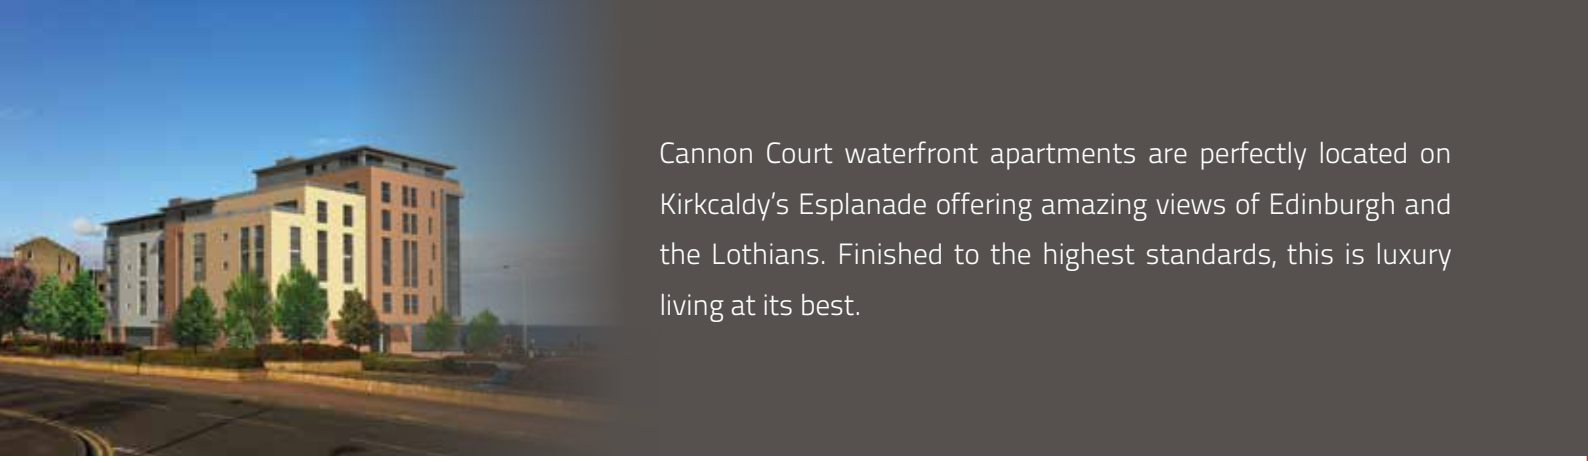 Cannon Court waterfront apartments are perfectly located on
Kirkcaldy's Esplanade offering amazing views of Edinburgh and
the Lothians. Finished to the highest standards, this is luxury
living at its best.